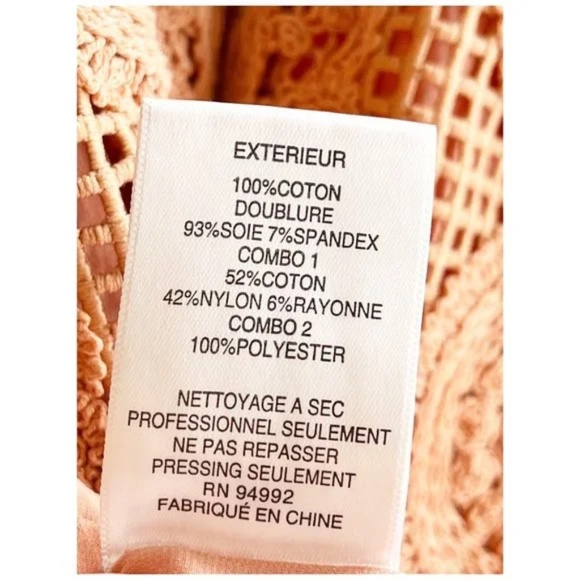 EXTERIEUR
100%COTON
DOUBLURE
93%SOIE 7%SPANDEX
COMBO 1
52%COTON
42%NYLON 6%RAYONNE
COMBO 2
100%POLYESTER
NETTOYAGE A SEC
PROFESSIONNEL SEULEMENT
NE PAS REPASSER
PRESSING SEULEMENT
RN 94992
FABRIQUÉ EN CHINE